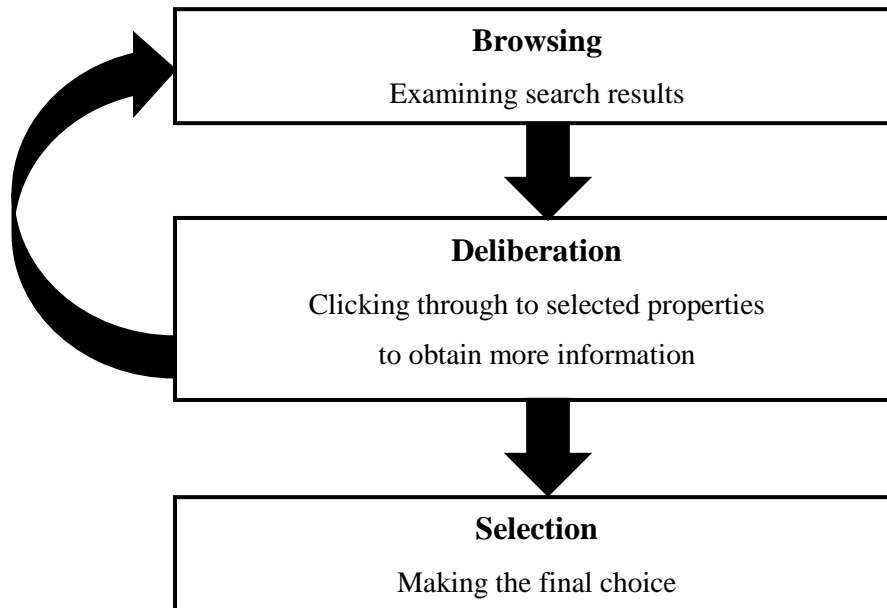 Browsing
Examining search results
Deliberation
Clicking through to selected properties
to obtain more information
Selection
Making the final choice